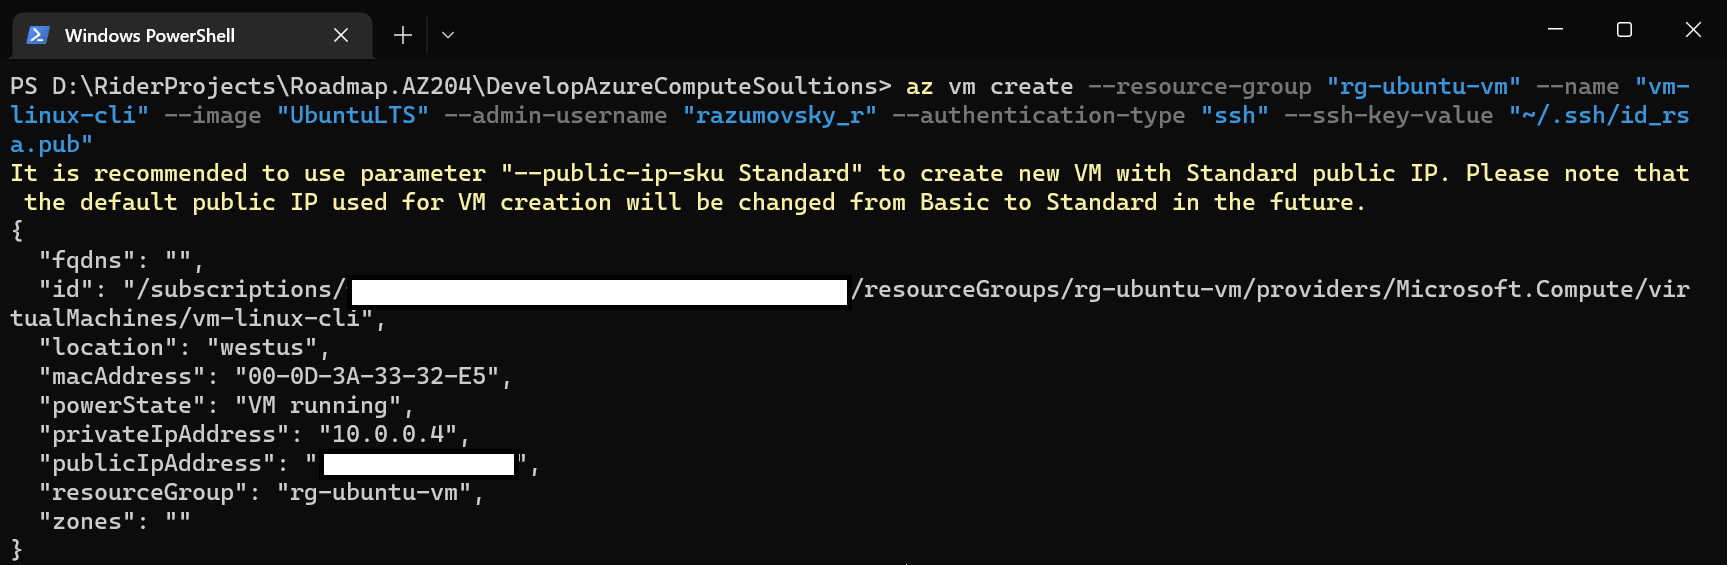 Windows PowerShell
PS D:\RiderProjects\Roadmap.AZ204\DevelopAzureComputeSoultions> az vm create --resource-group "rg-ubuntu-vm" --name "vm-
linux-cli" --image "UbuntuLTS" --admin-username "razumovsky_r" --authentication-type "ssh" --ssh-key-value "~/.ssh/id_rs
a.pub"
It is recommended to use parameter "--public-ip-sku Standard" to create new VM with Standard public IP. Please note that
 the default public IP used for VM creation will be changed from Basic to Standard in the future.
{
  "fqdns": "",
  "id": "/subscriptions/ /resourceGroups/rg-ubuntu-vm/providers/Microsoft.Compute/vir
tualMachines/vm-linux-cli",
  "location": "westus",
  "macAddress": "00-0D-3A-33-32-E5",
  "powerState": "VM running",
  "privateIpAddress": "10.0.0.4",
  "publicIpAddress": " ",
  "resourceGroup": "rg-ubuntu-vm",
  "zones": ""
}